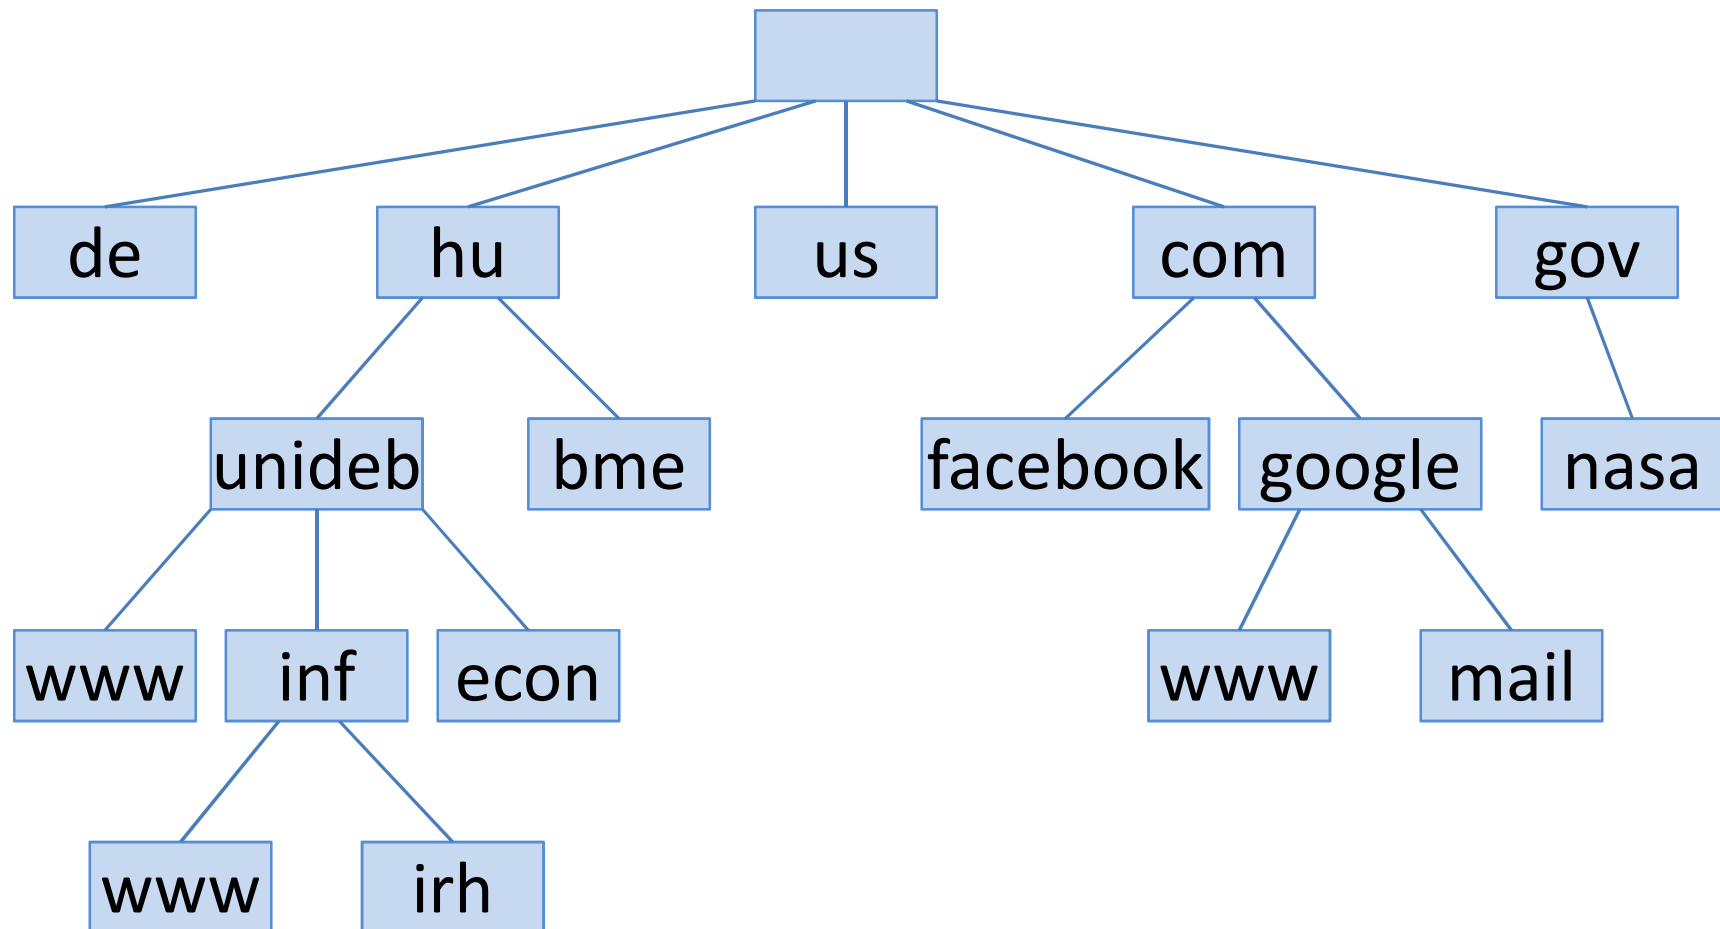 de
hu
us
com
gov
unideb
bme
facebook
google
nasa
www
inf
econ
www
mail
www
irh